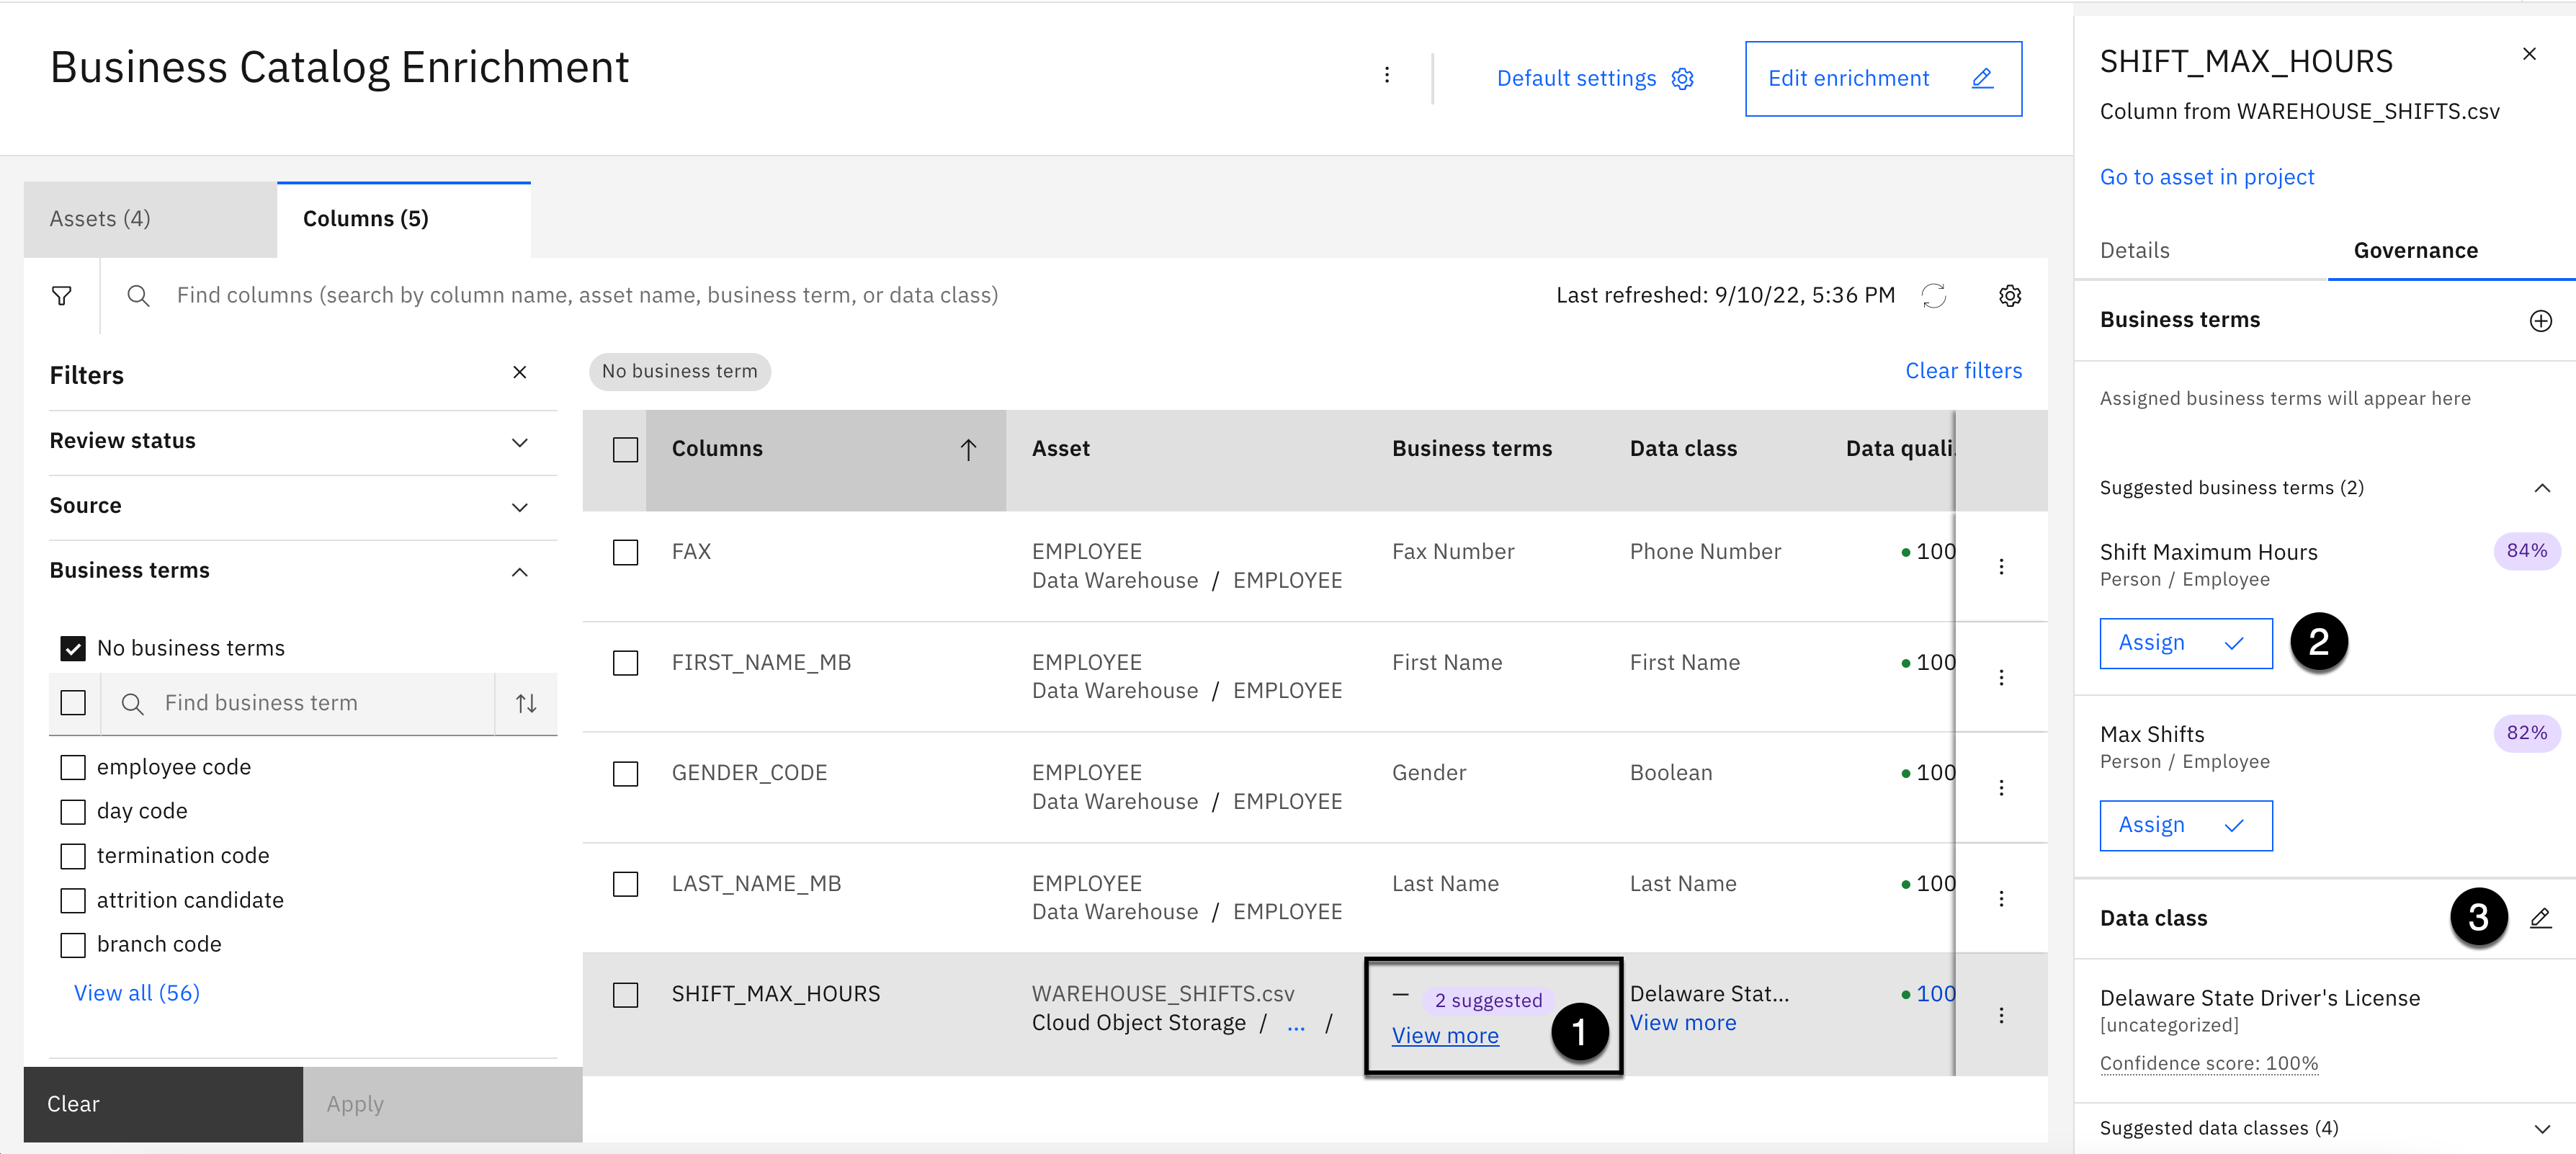 Business Catalog Enrichment
Default settings
Edit enrichment
Assets (4)
Columns (5)
Find columns (search by column name, asset name, business term, or data class)
Last refreshed: 9/10/22, 5:36 PM
Filters
Review status
Source
Business terms
No business terms
Find business term
employee code
day code
termination code
attrition candidate
branch code
View all (56)
Clear
Apply
No business term
Clear filters
Columns
Asset
Business terms
Data class
Data quali.
FAX
EMPLOYEE
Data Warehouse / EMPLOYEE
Fax Number
Phone Number
100
FIRST_NAME_MB
EMPLOYEE
Data Warehouse / EMPLOYEE
First Name
First Name
100
GENDER_CODE
EMPLOYEE
Data Warehouse / EMPLOYEE
Gender
Boolean
100
LAST_NAME_MB
EMPLOYEE
Data Warehouse / EMPLOYEE
Last Name
Last Name
100
SHIFT_MAX_HOURS
WAREHOUSE_SHIFTS.csv
Cloud Object Storage / ... /
— 2 suggested
View more
1
Delaware Stat...
View more
100
SHIFT_MAX_HOURS
Column from WAREHOUSE_SHIFTS.csv
Go to asset in project
Details
Governance
Business terms
Assigned business terms will appear here
Suggested business terms (2)
Shift Maximum Hours
84%
Person / Employee
Assign
2
Max Shifts
82%
Person / Employee
Assign
Data class
3
Delaware State Driver's License
[uncategorized]
Confidence score: 100%
Suggested data classes (4)